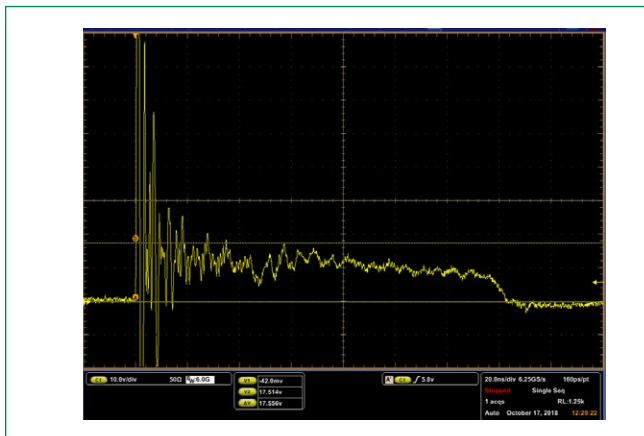 C1 10.0v/div 50Ω BW:6.0G
V1 -42.0mv
V2 17.514v
ΔV 17.556v
A' C1 5.8v
20.0ns/div 6.25GS/s 160ps/pt
Stopped Single Seq
1 acqs RL:1.25k
Auto October 17, 2018 12:29:22